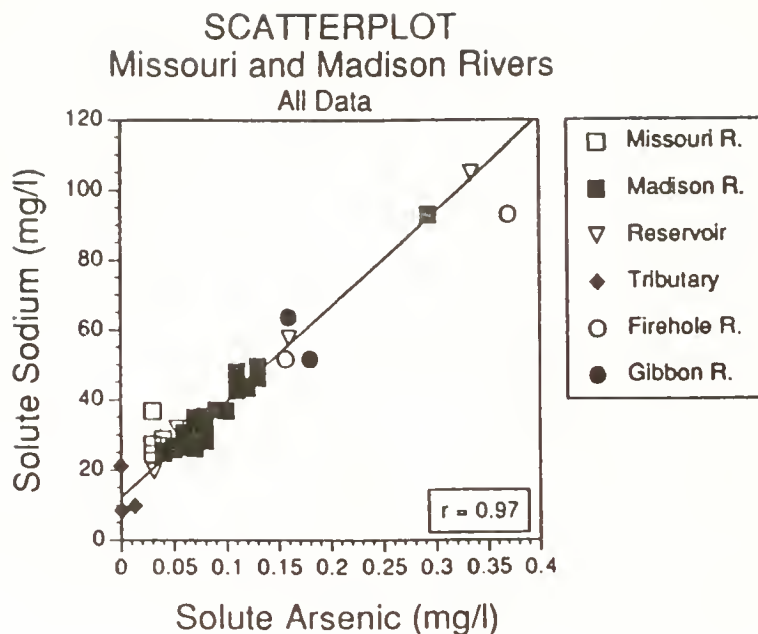 SCATTERPLOT
Missouri and Madison Rivers
All Data
Solute Sodium (mg/l)
120
100
80
60
40
20
0
0 0.05 0.1 0.15 0.2 0.25 0.3 0.35 0.4
Solute Arsenic (mg/l)
r = 0.97
Missouri R.
Madison R.
Reservoir
Tributary
Firehole R.
Gibbon R.